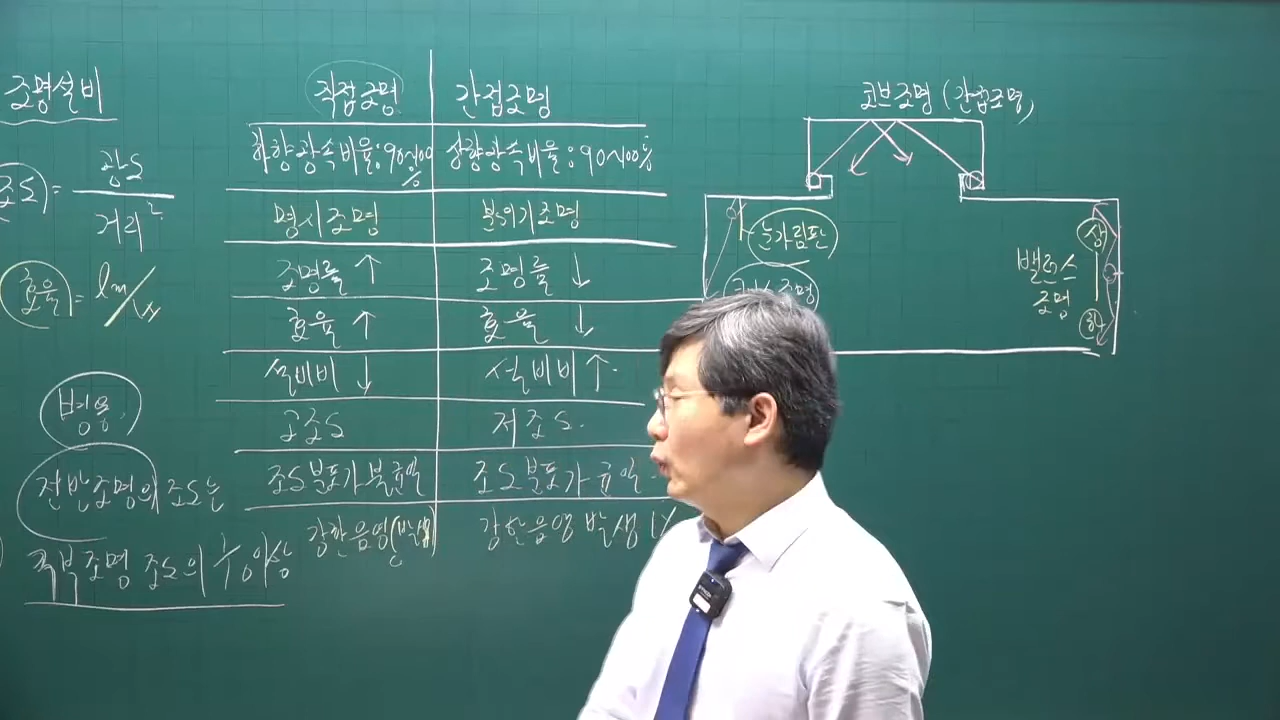 조명설비
조도 = 광도 / 거리²
효율 = lm/W
병용
전반조명의 조도는
국부조명 조도의 1/10 이상
직접조명 간접조명
하향광속비율:90~100% 상향광속비율:90~100%
명시조명 분위기조명
조명률↑ 조명률↓
효율↑ 효율↓
설비비↓ 설비비↑
고조도 저조도
조도분포가 불균일 조도분포가 균일
강한음영(발생) 강한음영 발생 X
코브조명 (간접조명)
눈가림판
조명
상
밸런스
조명
하